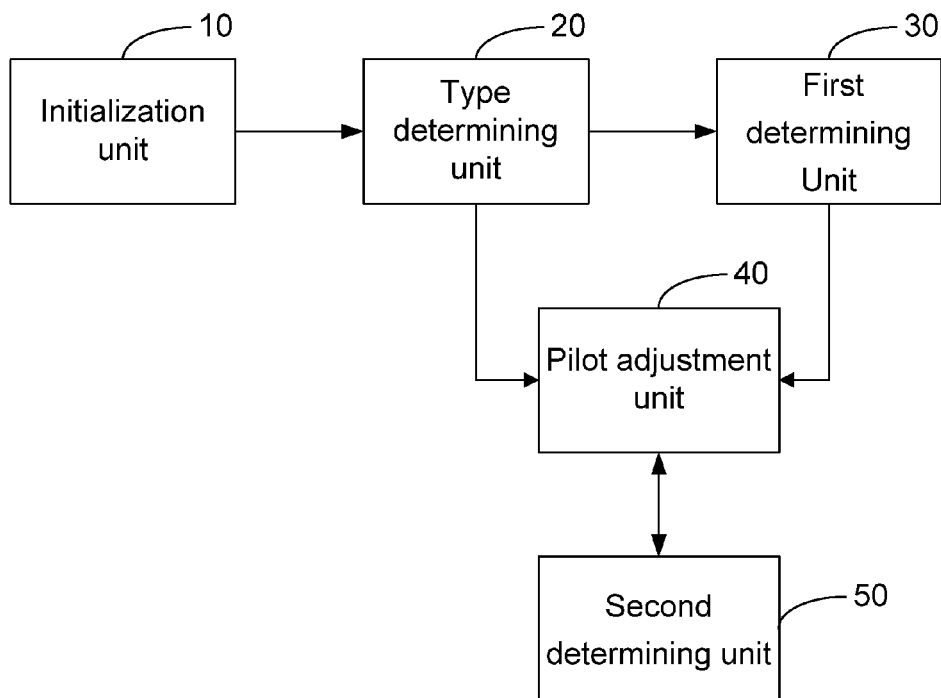 10
20
30
Initialization
unit
Type
determining
unit
First
determining
Unit
40
Pilot adjustment
unit
50
Second
determining unit